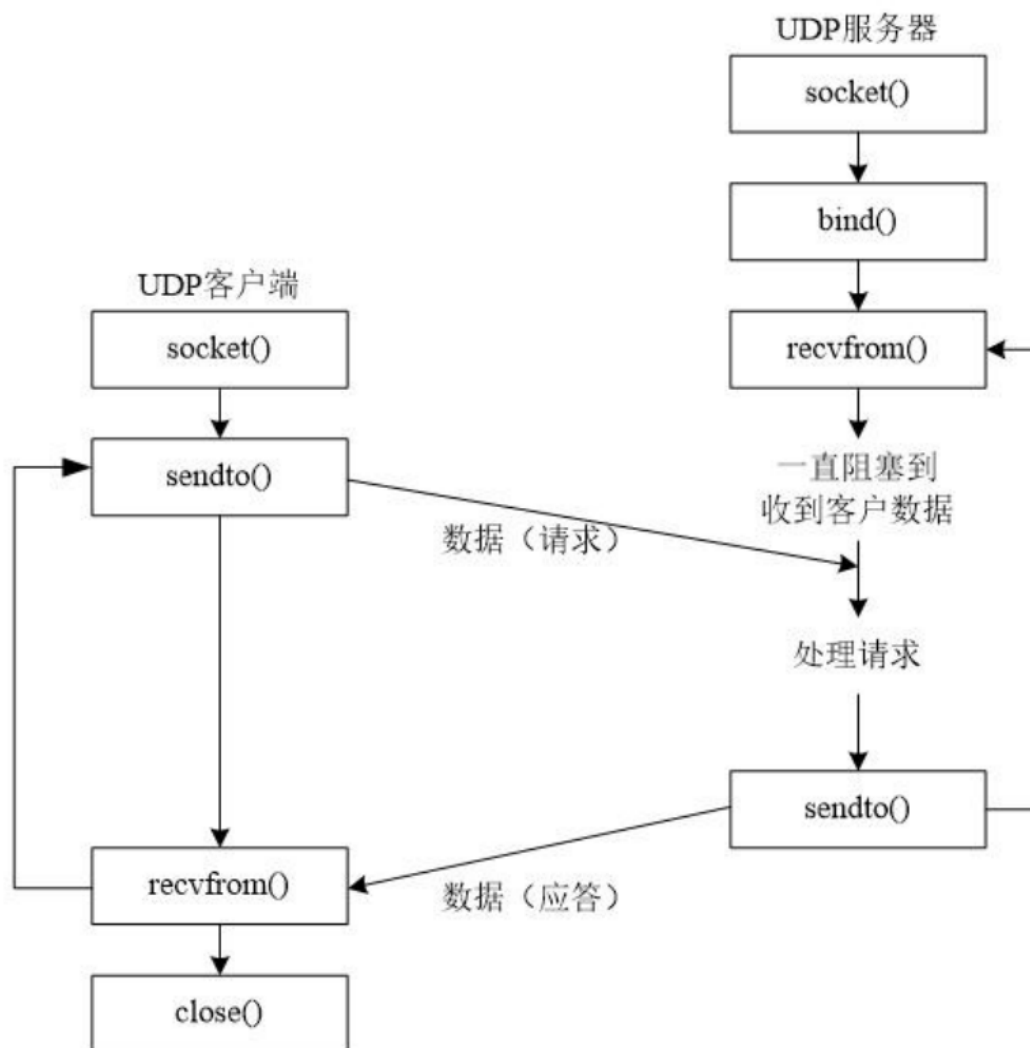 UDP服务器
socket()
bind()
recvfrom()
一直阻塞到
收到客户数据
处理请求
sendto()
UDP客户端
socket()
sendto()
数据（请求）
recvfrom()
数据（应答）
close()